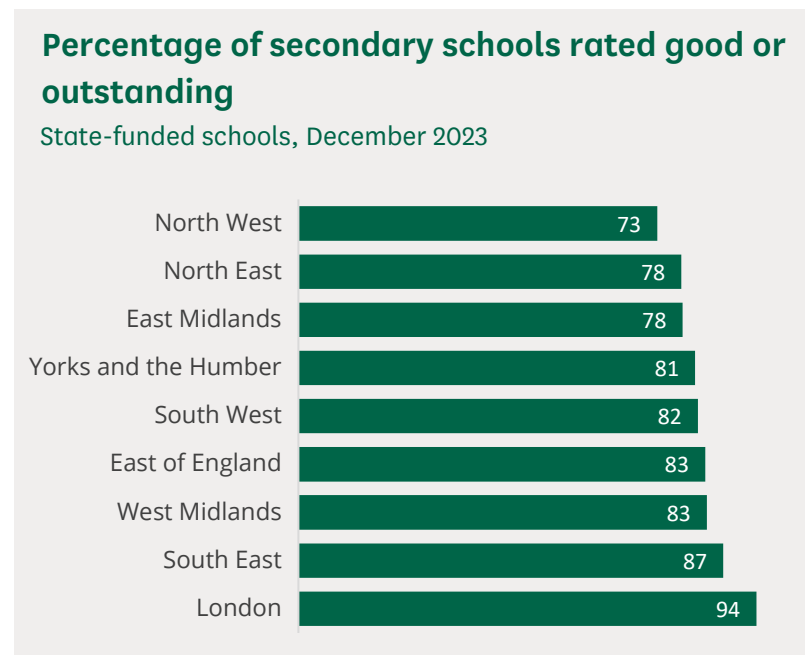 Percentage of secondary schools rated good or
outstanding
State-funded schools, December 2023
North West 73
North East 78
East Midlands 78
Yorks and the Humber 81
South West 82
East of England 83
West Midlands 83
South East 87
London 94